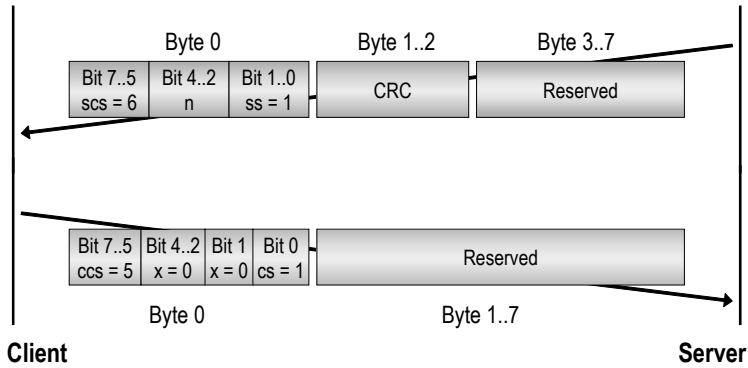 Byte 0 Byte 1..2 Byte 3..7
Bit 7..5 Bit 4..2 Bit 1..0
scs = 6 n ss = 1 CRC Reserved
Bit 7..5 Bit 4..2 Bit 1 Bit 0
ccs = 5 x = 0 x = 0 cs = 1 Reserved
Byte 0 Byte 1..7
Client Server